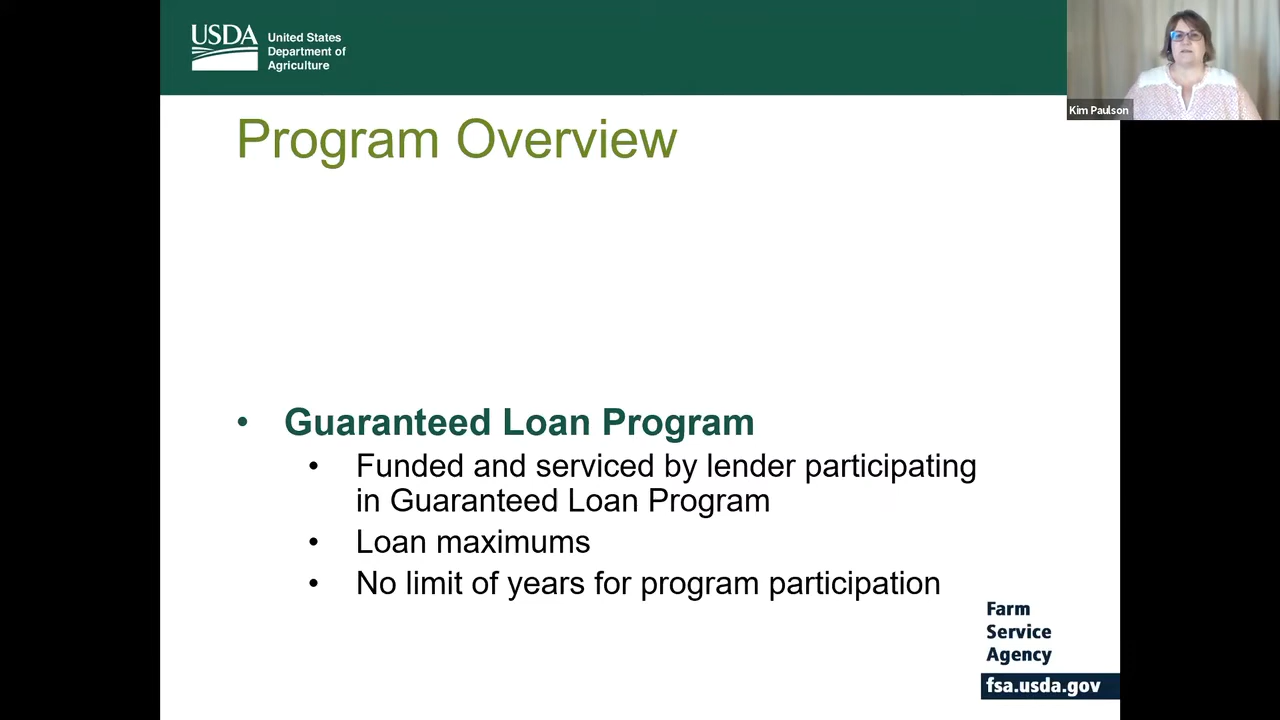 USDA
United States
Department of
Agriculture
Kim Paulson
Program Overview
• Guaranteed Loan Program
• Funded and serviced by lender participating
in Guaranteed Loan Program
• Loan maximums
• No limit of years for program participation
Farm
Service
Agency
fsa.usda.gov